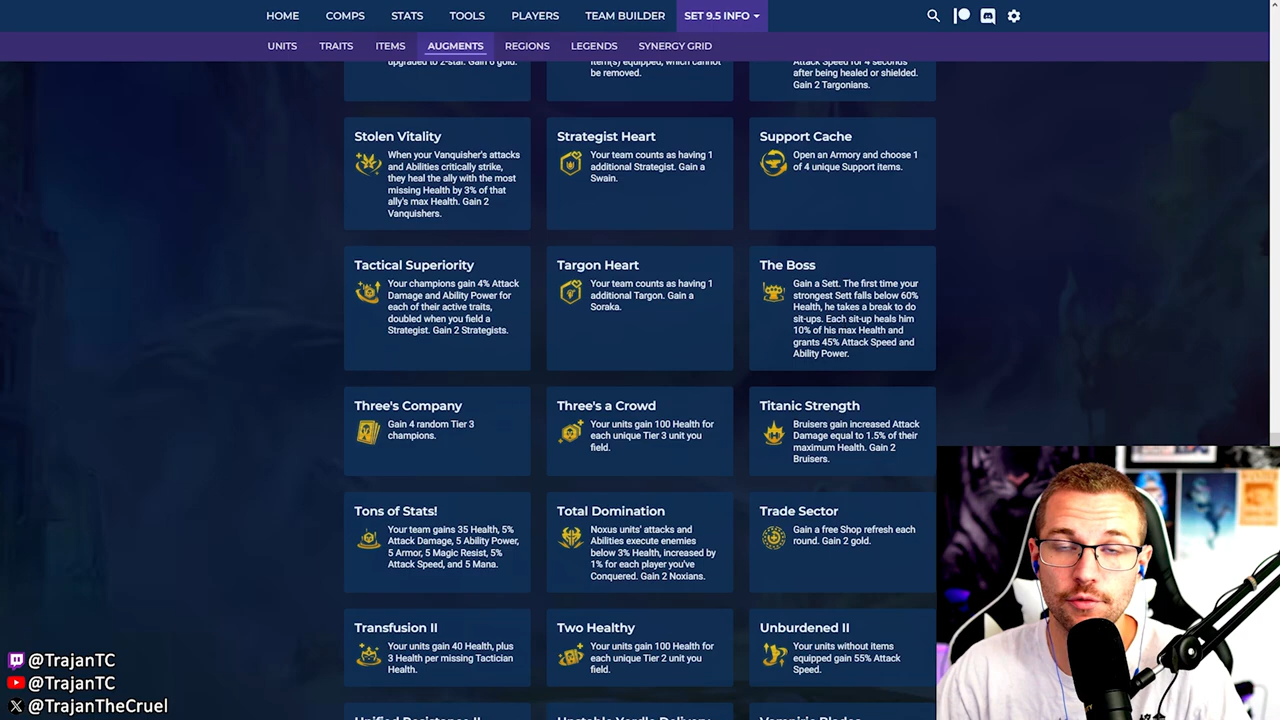 HOME COMPS STATS TOOLS PLAYERS TEAM BUILDER SET 9.5 INFO
UNITS TRAITS ITEMS AUGMENTS REGIONS LEGENDS SYNERGY GRID
upgraded to 2-star. Gain 6 gold.
item(s) equipped, which cannot
be removed.
Attack Speed for 4 seconds
after being healed or shielded.
Gain 2 Targonians.
Stolen Vitality
When your Vanquisher's attacks
and Abilities critically strike,
they heal the ally with the most
missing Health by 3% of that
ally's max Health. Gain 2
Vanquishers.
Strategist Heart
Your team counts as having 1
additional Strategist. Gain a
Swain.
Support Cache
Open an Armory and choose 1
of 4 unique Support items.
Tactical Superiority
Your champions gain 4% Attack
Damage and Ability Power for
each of their active traits,
doubled when you field a
Strategist. Gain 2 Strategists.
Targon Heart
Your team counts as having 1
additional Targon. Gain a
Soraka.
The Boss
Gain a Sett. The first time your
strongest Sett falls below 60%
Health, he takes a break to do
sit-ups. Each sit-up heals him
10% of his max Health and
grants 45% Attack Speed and
Ability Power.
Three's Company
Gain 4 random Tier 3
champions.
Three's a Crowd
Your units gain 100 Health for
each unique Tier 3 unit you
field.
Titanic Strength
Bruisers gain increased Attack
Damage equal to 1.5% of their
maximum Health. Gain 2
Bruisers.
Tons of Stats!
Your team gains 35 Health, 5%
Attack Damage, 5 Ability Power,
5 Armor, 5 Magic Resist, 5%
Attack Speed, and 5 Mana.
Total Domination
Noxus units' attacks and
Abilities execute enemies
below 3% Health, increased by
1% for each player you've
Conquered. Gain 2 Noxians.
Trade Sector
Gain a free Shop refresh each
round. Gain 2 gold.
Transfusion II
Your units gain 40 Health, plus
3 Health per missing Tactician
Health.
Two Healthy
Your units gain 100 Health for
each unique Tier 2 unit you
field.
Unburdened II
Your units without items
equipped gain 55% Attack
Speed.
Unified Resistance II
Unstable Yordle Delivery
Vampiric Blades
@TrajanTC
@TrajanTC
@TrajanTheCruel